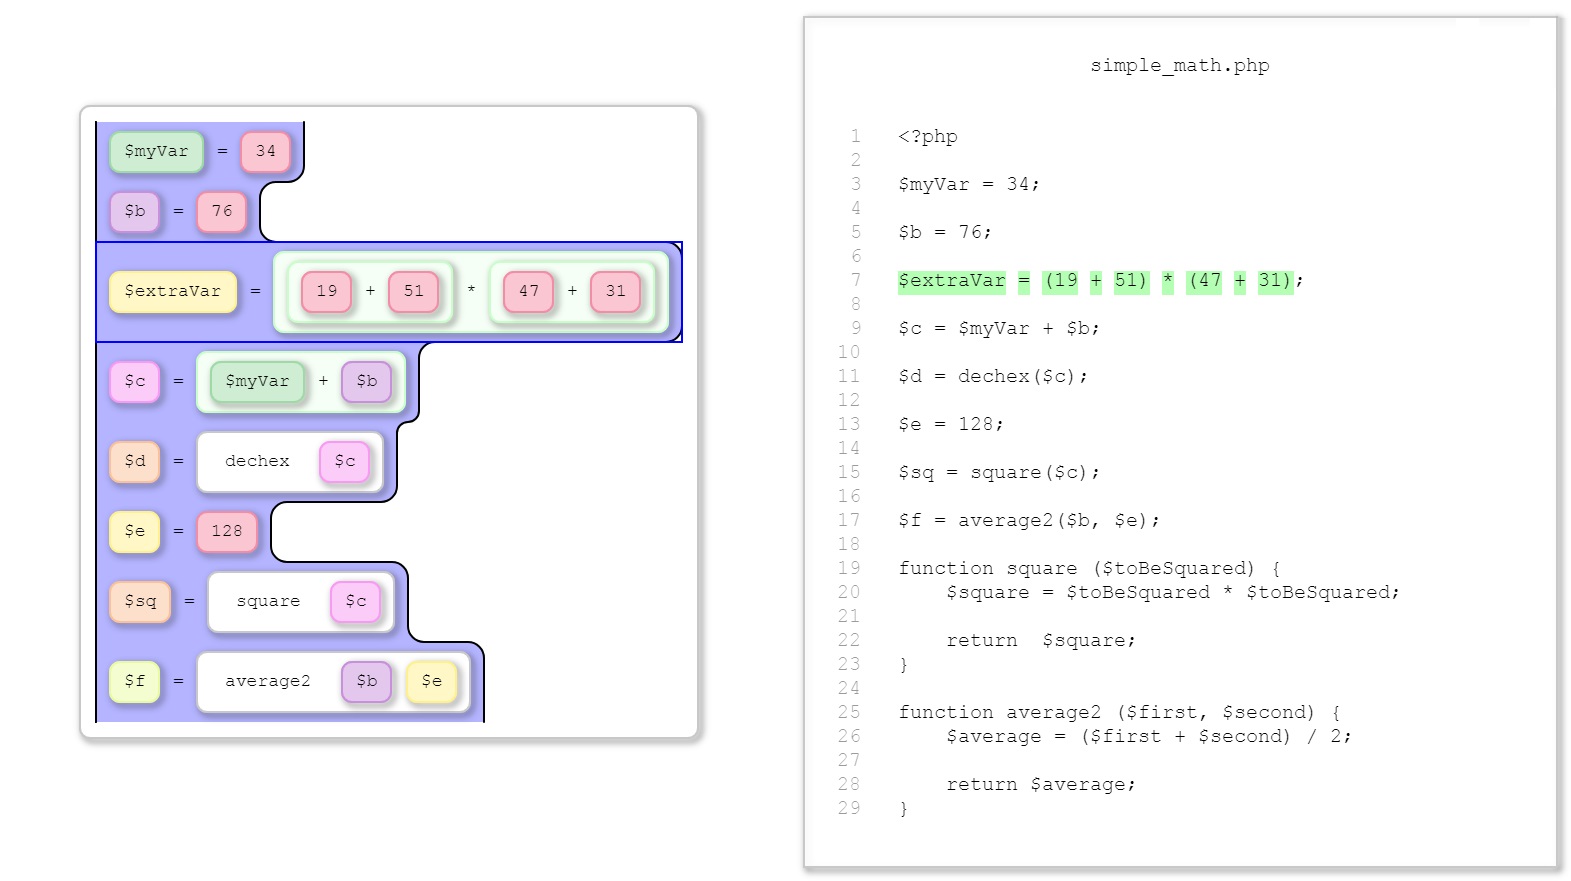 $myVar = 34
$b = 76
$extraVar = 19 + 51 * 47 + 31
$c = $myVar + $b
$d = dechex $c
$e = 128
$sq = square $c
$f = average2 $b $e
simple_math.php
1 <?php
2
3 $myVar = 34;
4
5 $b = 76;
6
7 $extraVar = (19 + 51) * (47 + 31);
8
9 $c = $myVar + $b;
10
11 $d = dechex($c);
12
13 $e = 128;
14
15 $sq = square($c);
16
17 $f = average2($b, $e);
18
19 function square ($toBeSquared) {
20     $square = $toBeSquared * $toBeSquared;
21
22     return  $square;
23 }
24
25 function average2 ($first, $second) {
26     $average = ($first + $second) / 2;
27
28     return $average;
29 }